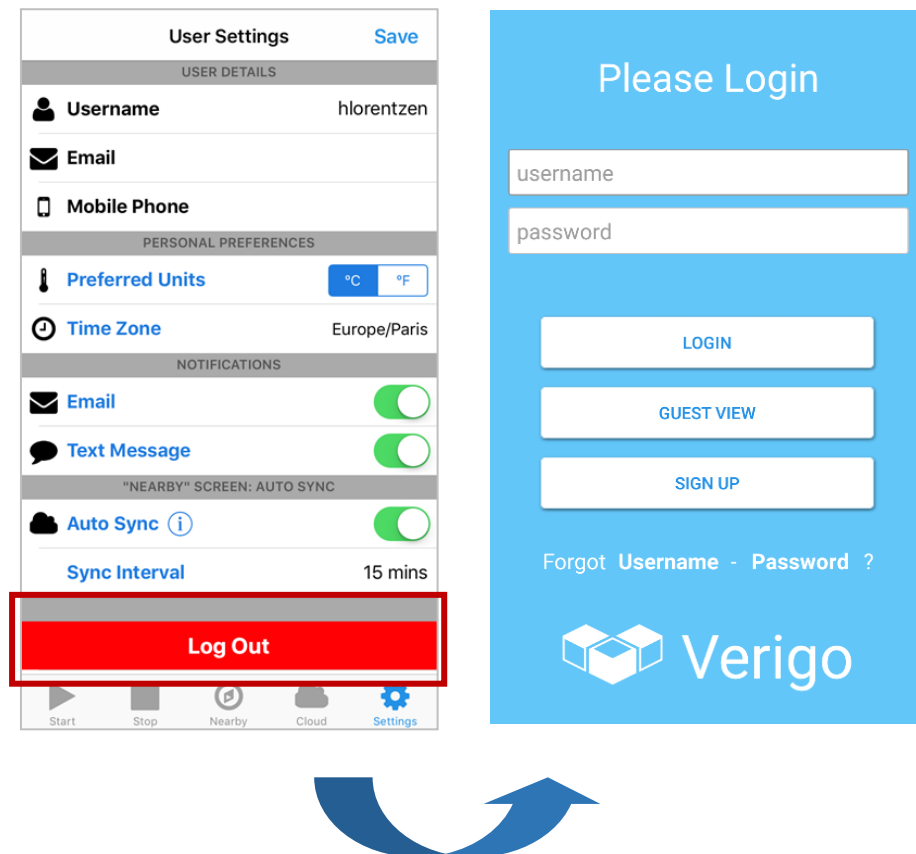 User Settings Save
USER DETAILS
Username hlorentzen
Email
Mobile Phone
PERSONAL PREFERENCES
Preferred Units °C °F
Time Zone Europe/Paris
NOTIFICATIONS
Email
Text Message
"NEARBY" SCREEN: AUTO SYNC
Auto Sync i
Sync Interval 15 mins
Log Out
Start Stop Nearby Cloud Settings
Please Login
username
password
LOGIN
GUEST VIEW
SIGN UP
Forgot Username - Password ?
Verigo